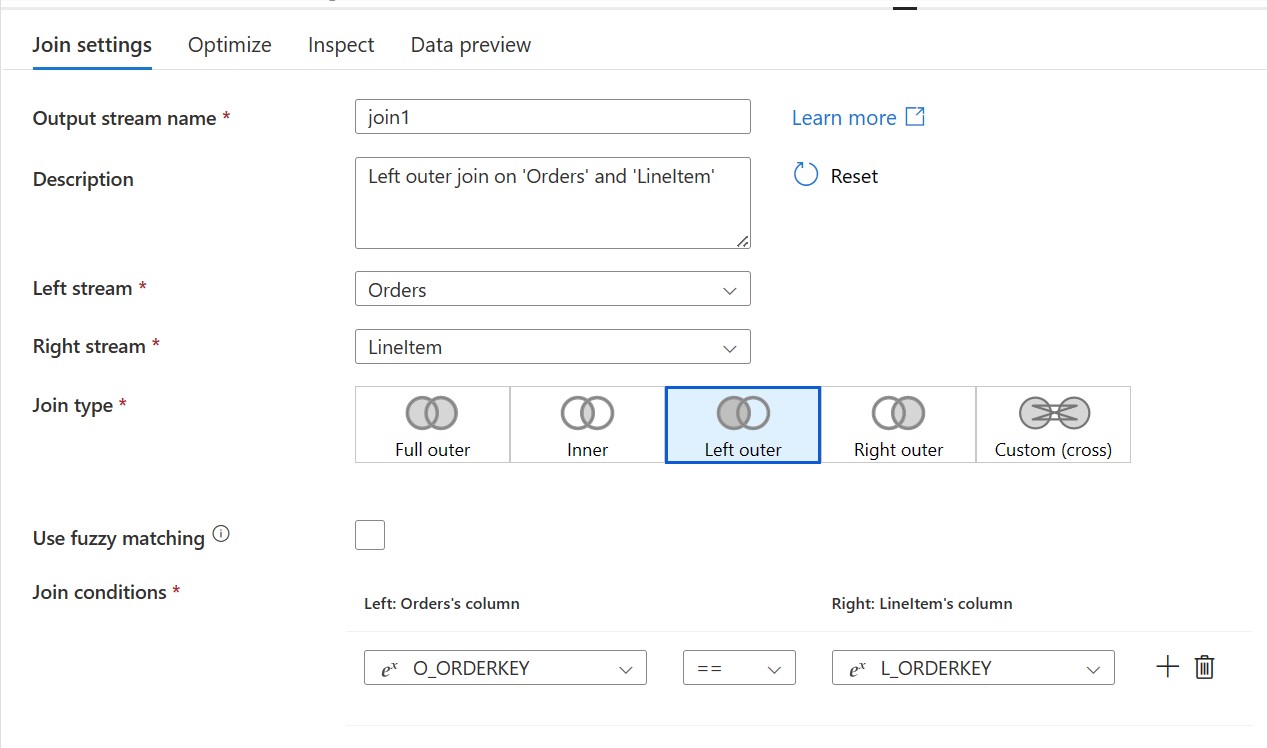 Join settings Optimize Inspect Data preview
Output stream name * join1 Learn more
Description Left outer join on 'Orders' and 'LineItem' Reset
Left stream * Orders
Right stream * LineItem
Join type *
Full outer Inner Left outer Right outer Custom (cross)
Use fuzzy matching
Join conditions *
Left: Orders's column Right: LineItem's column
eˣ O_ORDERKEY == eˣ L_ORDERKEY